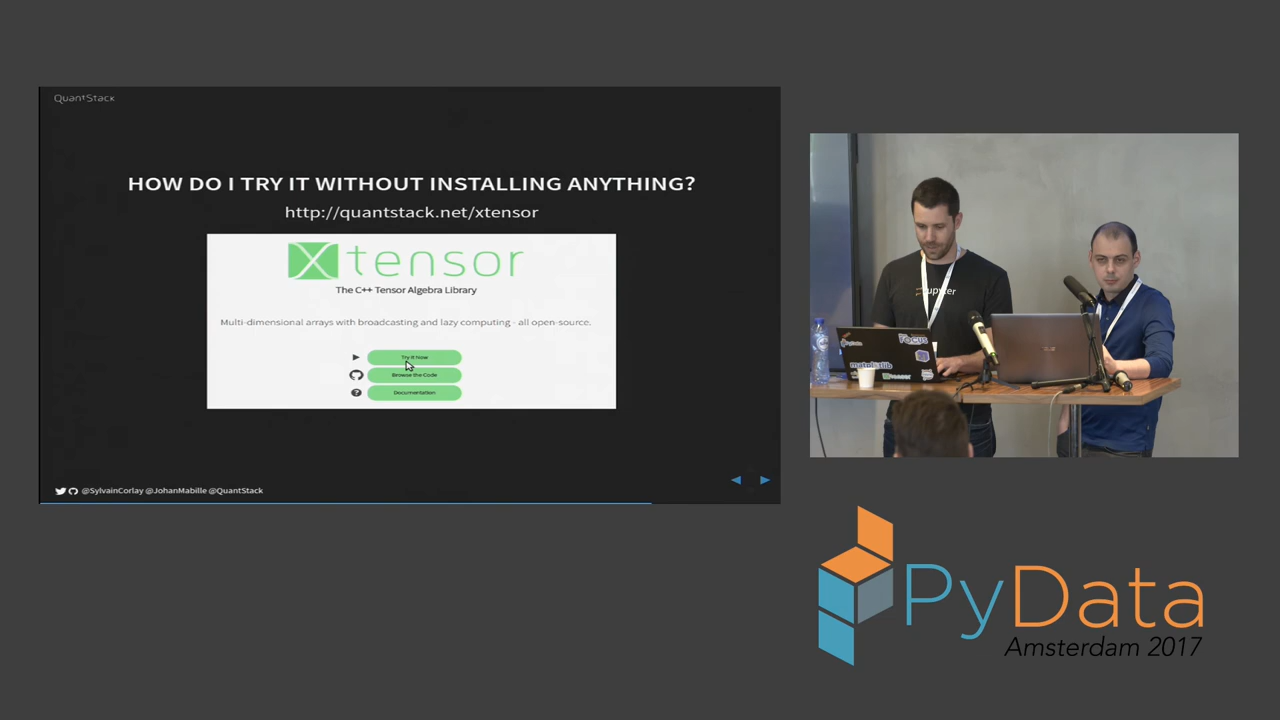 QuantStack
HOW DO I TRY IT WITHOUT INSTALLING ANYTHING?
http://quantstack.net/xtensor
xtensor
The C++ Tensor Algebra Library
Multi-dimensional arrays with broadcasting and lazy computing - all open-source.
Try it Now
Browse the Code
Documentation
@SylvainCorlay @JohanMabille @QuantStack
jupyter
matplotlib
PyData
Amsterdam 2017